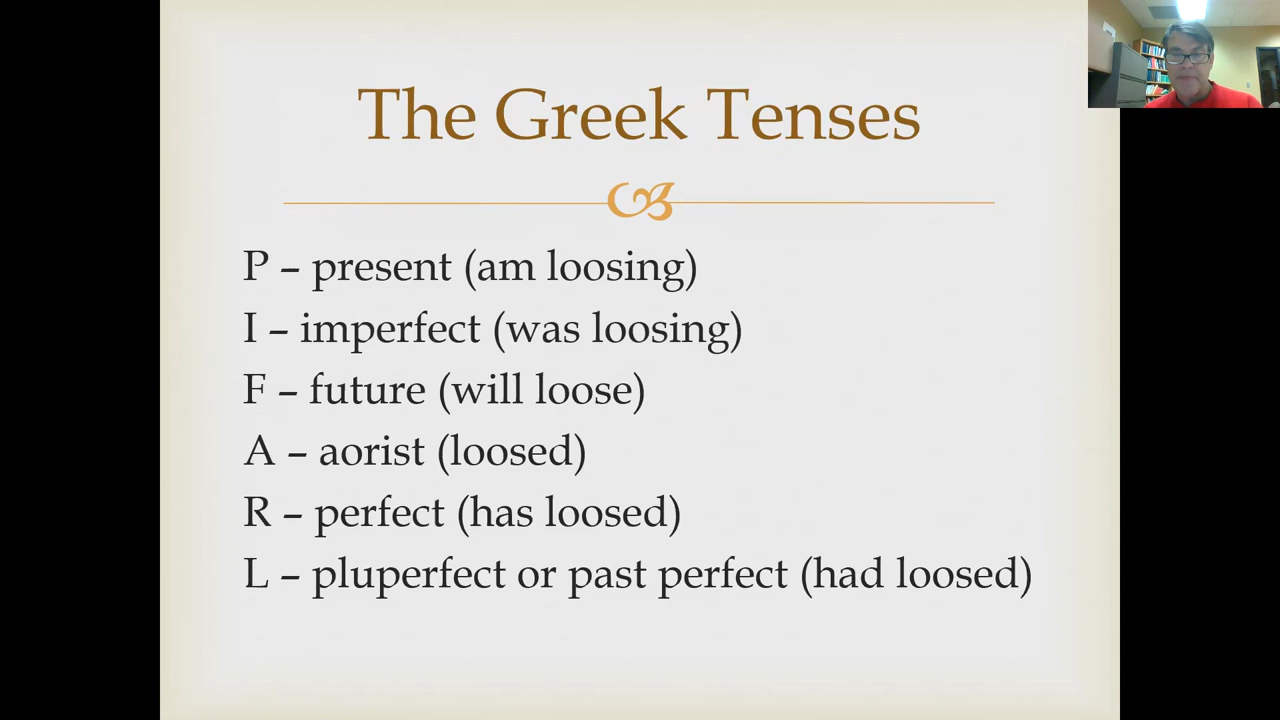 The Greek Tenses
P – present (am loosing)
I – imperfect (was loosing)
F – future (will loose)
A – aorist (loosed)
R – perfect (has loosed)
L – pluperfect or past perfect (had loosed)